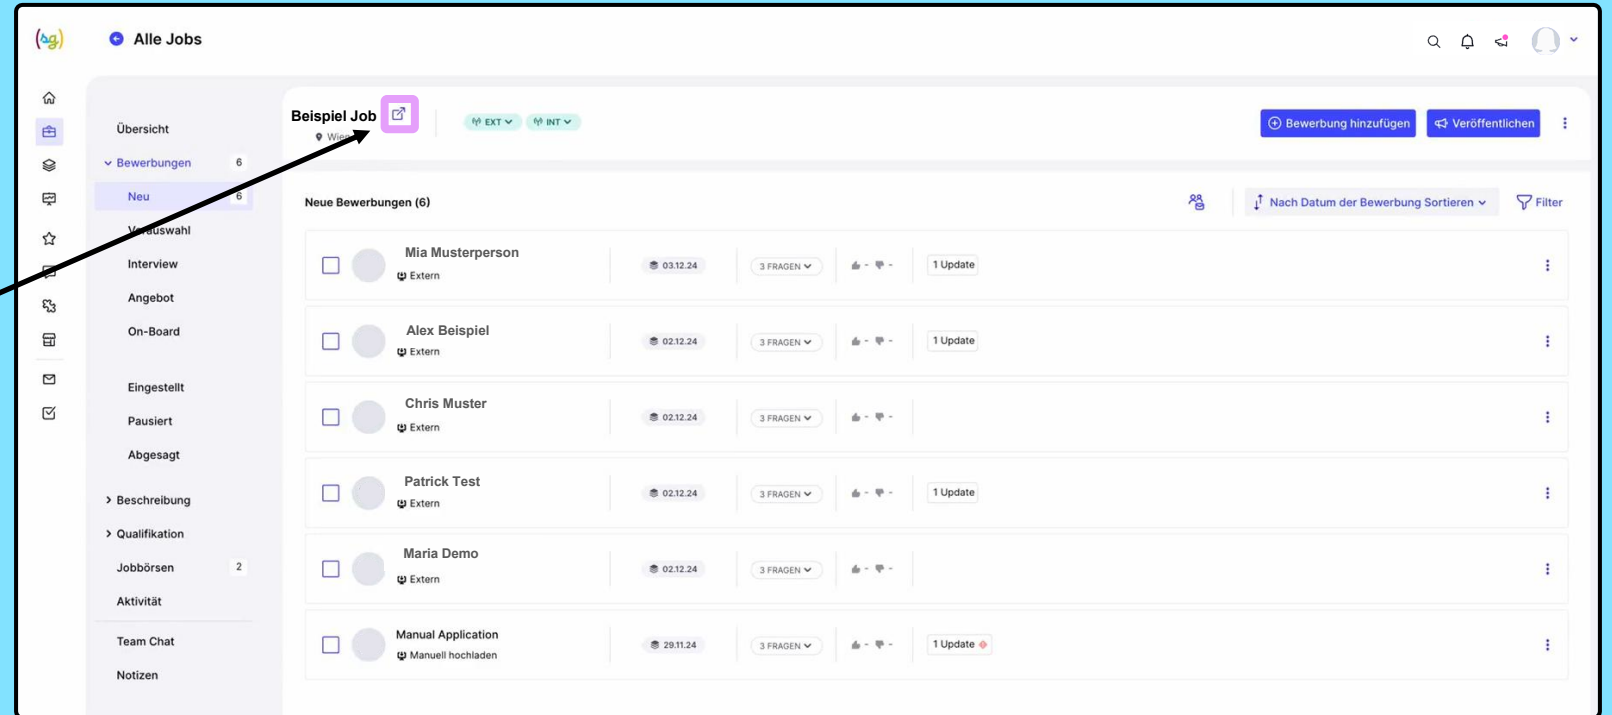 (sg)
Alle Jobs
Beispiel Job
Wien
EXT
INT
Bewerbung hinzufügen
Veröffentlichen
Übersicht
Bewerbungen 6
Neu 6
Vorauswahl
Interview
Angebot
On-Board
Eingestellt
Pausiert
Abgesagt
Beschreibung
Qualifikation
Jobbörsen 2
Aktivität
Team Chat
Notizen
Neue Bewerbungen (6)
Nach Datum der Bewerbung Sortieren
Filter
Mia Musterperson
Extern
03.12.24
3 FRAGEN
- -
1 Update
Alex Beispiel
Extern
02.12.24
3 FRAGEN
- -
1 Update
Chris Muster
Extern
02.12.24
3 FRAGEN
- -
Patrick Test
Extern
02.12.24
3 FRAGEN
- -
1 Update
Maria Demo
Extern
02.12.24
3 FRAGEN
- -
Manual Application
Manuell hochladen
29.11.24
3 FRAGEN
- -
1 Update